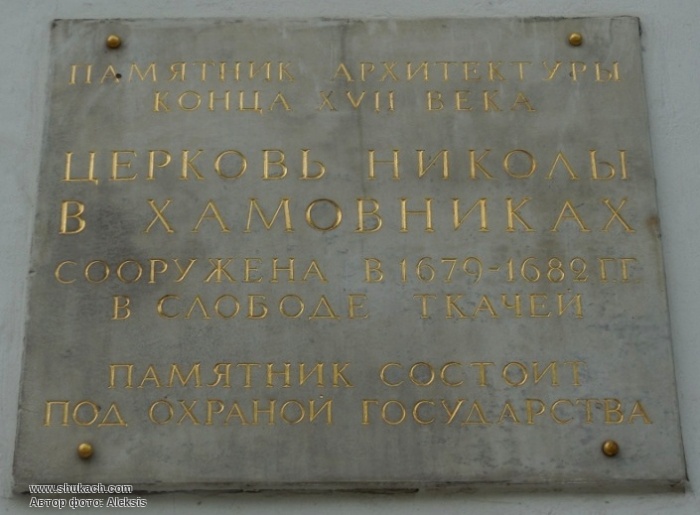 ПАМЯТНИК АРХИТЕКТУРЫ
КОНЦА XVII ВЕКА
ЦЕРКОВЬ НИКОЛЫ
В ХАМОВНИКАХ
СООРУЖЕНА В 1679-1682 ГГ.
В СЛОБОДЕ ТКАЧЕЙ
ПАМЯТНИК СОСТОИТ
ПОД ОХРАНОЙ ГОСУДАРСТВА
www.shukach.com
Автор фото: Aleksis